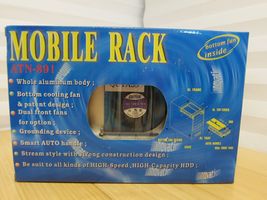 MOBILE RACK
ATN-891
bottom fan
inside
Whole aluminum body;
Bottom cooling fan
& patent design;
Dual front fans
for option;
Grounding device;
Smart AUTO handle;
Stream style with strong construction design;
Be suit to all kinds of HIGH-Speed, HIGH-Capacity HDD;